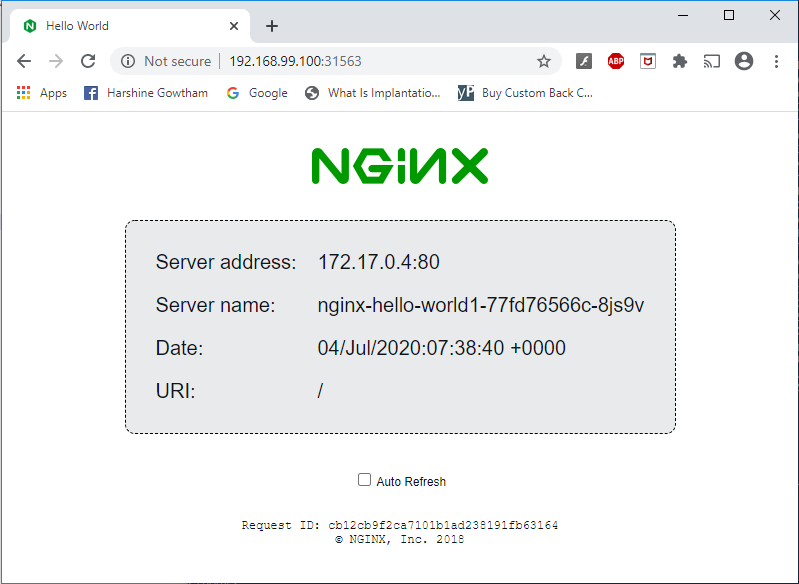 Hello World
Not secure
192.168.99.100:31563
ABP
Apps
Harshine Gowtham
Google
What Is Implantatio...
yP
Buy Custom Back C...
NGINX
Server address: 172.17.0.4:80
Server name: nginx-hello-world1-77fd76566c-8js9v
Date: 04/Jul/2020:07:38:40 +0000
URI: /
Auto Refresh
Request ID: cb12cb9f2ca7101b1ad238191fb63164
© NGINX, Inc. 2018